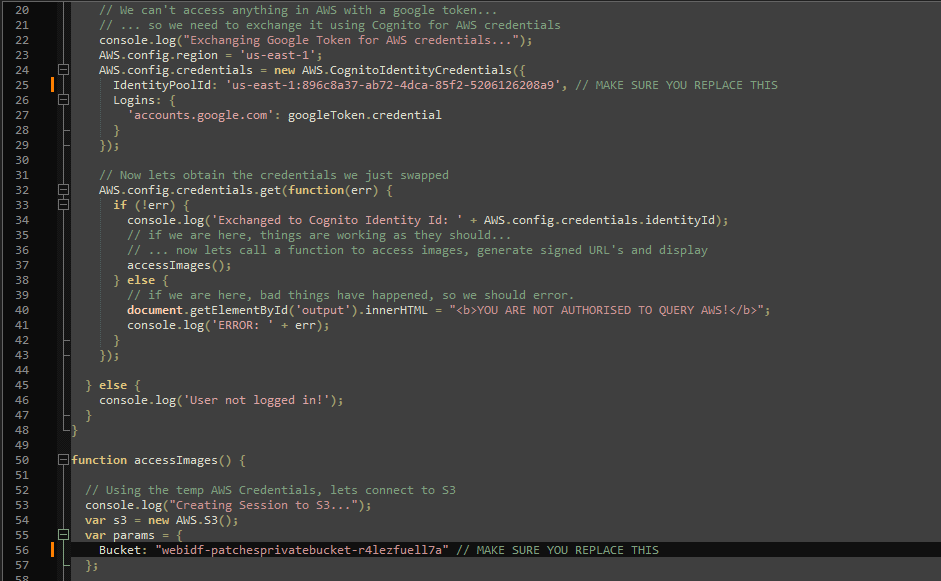 20 // We can't access anything in AWS with a google token...
21 // ... so we need to exchange it using Cognito for AWS credentials
22 console.log("Exchanging Google Token for AWS credentials...");
23 AWS.config.region = 'us-east-1';
24 AWS.config.credentials = new AWS.CognitoIdentityCredentials({
25 IdentityPoolId: 'us-east-1:896c8a37-ab72-4dca-85f2-5206126208a9', // MAKE SURE YOU REPLACE THIS
26 Logins: {
27 'accounts.google.com': googleToken.credential
28 }
29 });
30
31 // Now lets obtain the credentials we just swapped
32 AWS.config.credentials.get(function(err) {
33 if (!err) {
34 console.log('Exchanged to Cognito Identity Id: ' + AWS.config.credentials.identityId);
35 // if we are here, things are working as they should...
36 // ... now lets call a function to access images, generate signed URL's and display
37 accessImages();
38 } else {
39 // if we are here, bad things have happened, so we should error.
40 document.getElementById('output').innerHTML = "<b>YOU ARE NOT AUTHORISED TO QUERY AWS!</b>";
41 console.log('ERROR: ' + err);
42 }
43 });
44
45 } else {
46 console.log('User not logged in!');
47 }
48 }
49
50 function accessImages() {
51
52 // Using the temp AWS Credentials, lets connect to S3
53 console.log("Creating Session to S3...");
54 var s3 = new AWS.S3();
55 var params = {
56 Bucket: "webidf-patchesprivatebucket-r4lezfuell7a" // MAKE SURE YOU REPLACE THIS
57 };
58